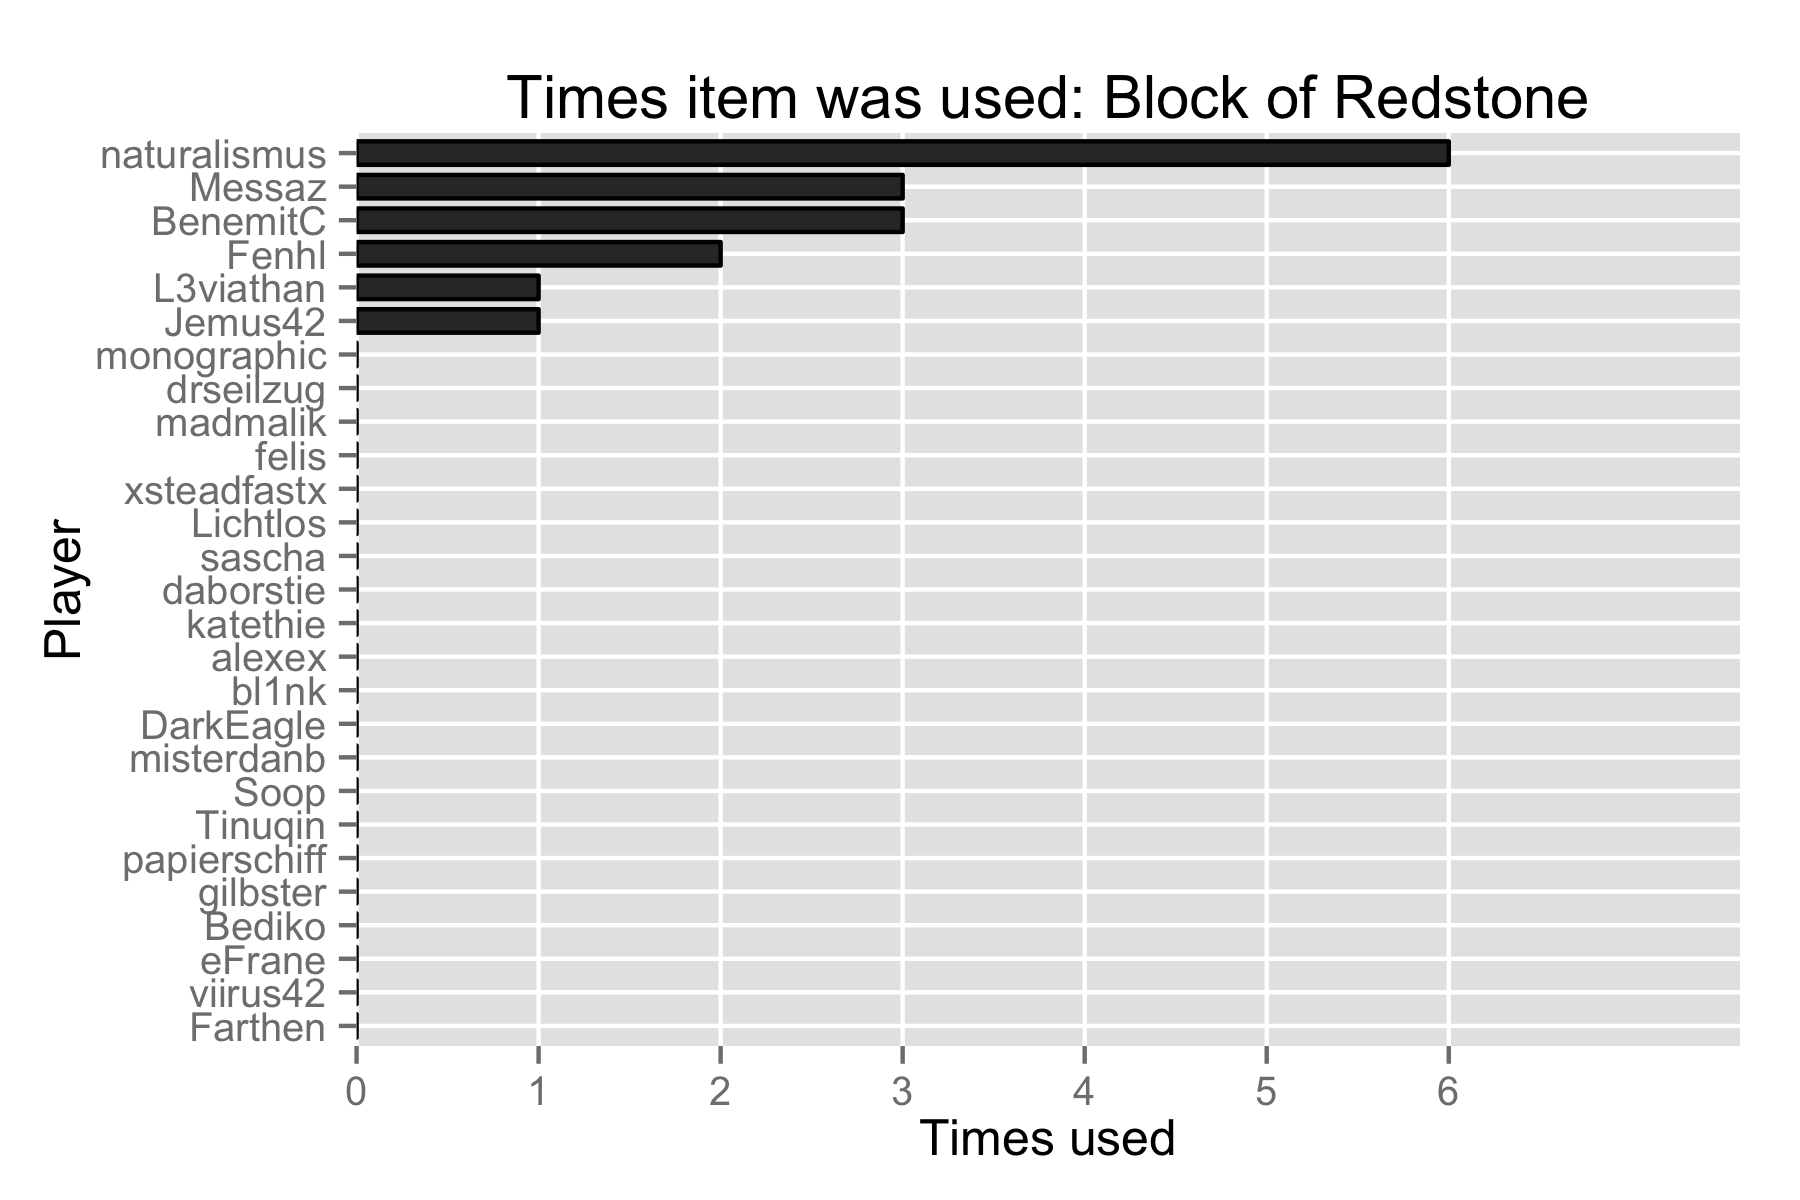 Times item was used: Block of Redstone
naturalismus
Messaz
BenemitC
Fenhl
L3viathan
Jemus42
monographic
drseilzug
madmalik
felis
xsteadfastx
Lichtlos
sascha
daborstie
katethie
alexex
bl1nk
DarkEagle
misterdanb
Soop
Tinuqin
papierschiff
gilbster
Bediko
eFrane
viirus42
Farthen
Player
0 1 2 3 4 5 6
Times used